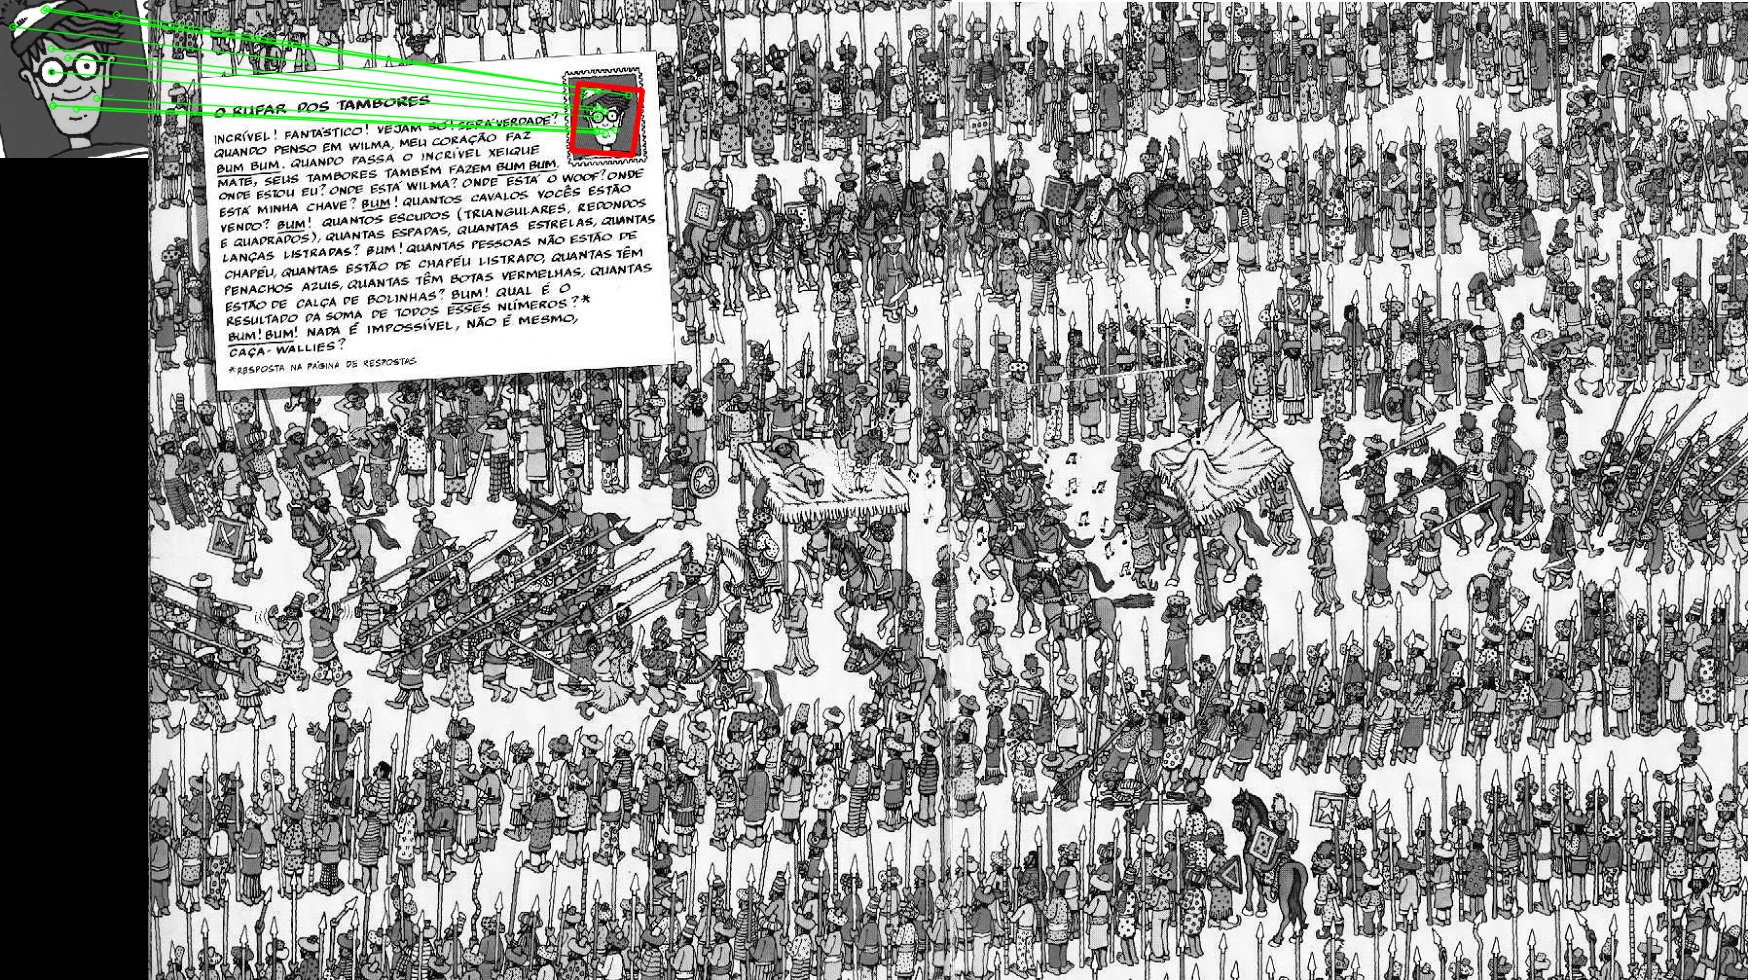 O RUFAR DOS TAMBORES
INCRÍVEL! FANTÁSTICO! VEJAM SÓ! SERÁ VERDADE?
QUANDO PENSO EM WILMA, MEU CORAÇÃO FAZ
BUM BUM. QUANDO PASSA O INCRÍVEL XEIQUE
MATE, SEUS TAMBORES TAMBÉM FAZEM BUM BUM.
ONDE ESTOU EU? ONDE ESTÁ WILMA? ONDE ESTÁ O WOOF? ONDE
ESTÁ MINHA CHAVE? BUM! QUANTOS CAVALOS VOCÊS ESTÃO
VENDO? BUM! QUANTOS ESCUDOS (TRIANGULARES, REDONDOS
E QUADRADOS), QUANTAS ESPADAS, QUANTAS ESTRELAS, QUANTAS
LANÇAS LISTRADAS? BUM! QUANTAS PESSOAS NÃO ESTÃO DE
CHAPÉU, QUANTAS ESTÃO DE CHAPÉU LISTRADO, QUANTAS TÊM
PENACHOS AZUIS, QUANTAS TÊM BOTAS VERMELHAS, QUANTAS
ESTÃO DE CALÇA DE BOLINHAS? BUM! QUAL É O
RESULTADO DA SOMA DE TODOS ESSES NÚMEROS?*
BUM! BUM! NADA É IMPOSSÍVEL, NÃO É MESMO,
CAÇA-WALLIES?
*RESPOSTA NA PÁGINA DE RESPOSTAS.